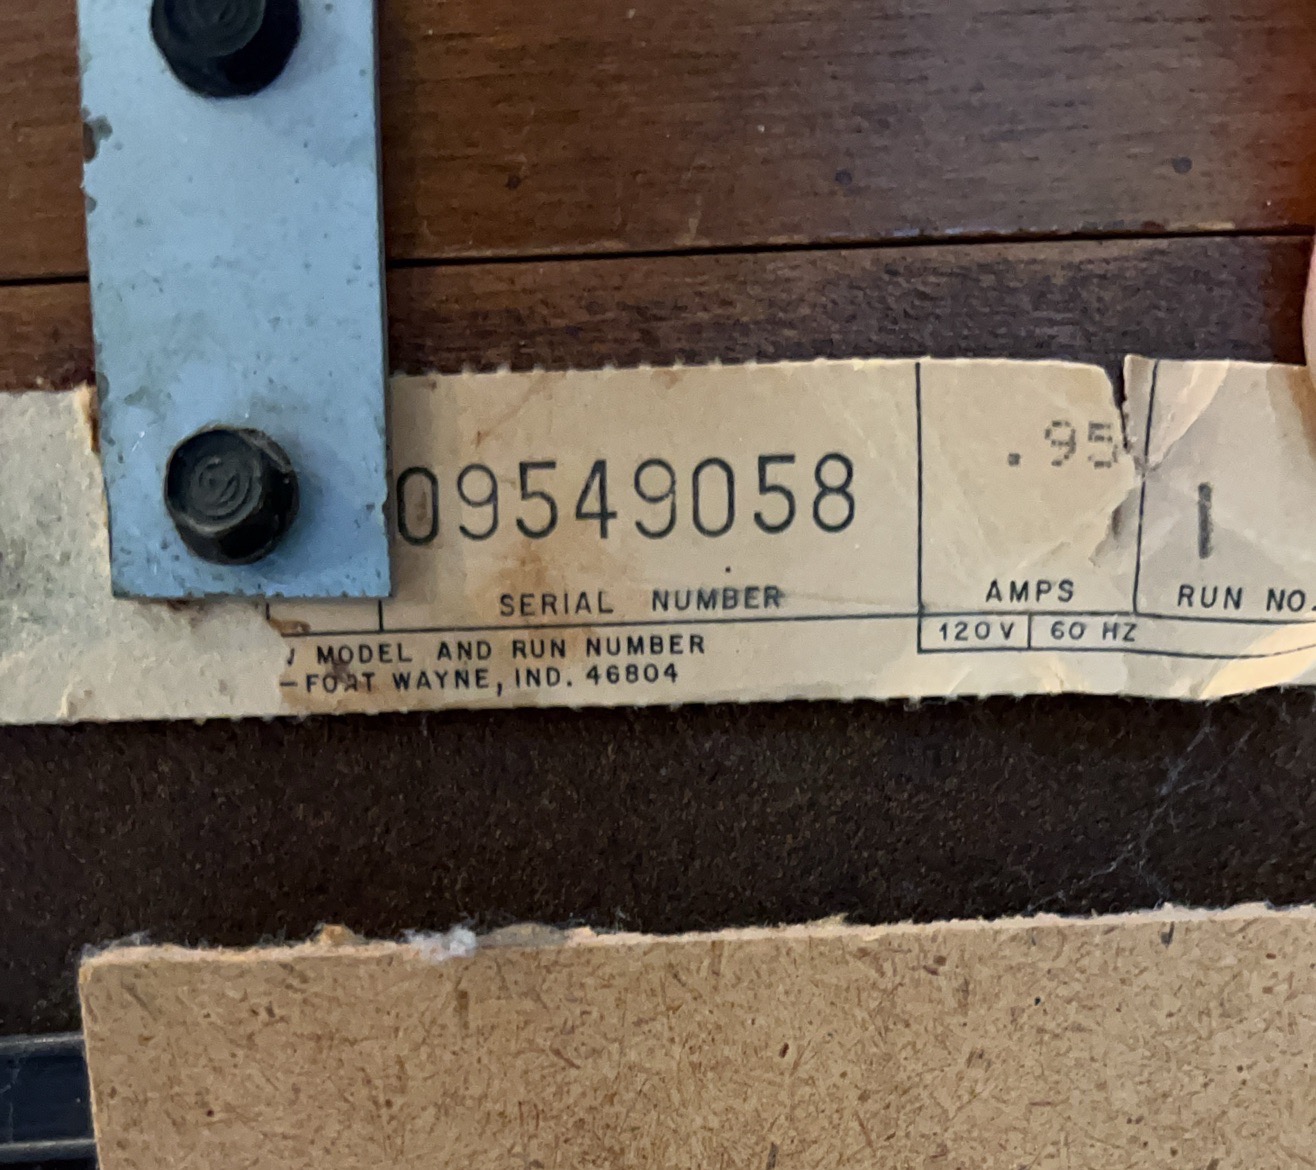 09549058 .95 1
SERIAL NUMBER AMPS RUN NO.
120V 60 HZ
MODEL AND RUN NUMBER
—FORT WAYNE, IND. 46804